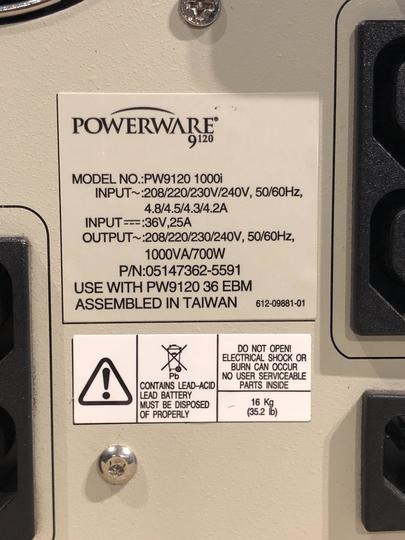 POWERWARE®
9120
MODEL NO.:PW9120 1000i
INPUT~:208/220/230V/240V, 50/60Hz,
4.8/4.5/4.3/4.2A
INPUT⎓:36V,25A
OUTPUT~:208/220/230/240V, 50/60Hz,
1000VA/700W
P/N:05147362-5591
USE WITH PW9120 36 EBM
ASSEMBLED IN TAIWAN 612-09881-01
Pb
CONTAINS LEAD-ACID
LEAD BATTERY
MUST BE DISPOSED
OF PROPERLY
DO NOT OPEN!
ELECTRICAL SHOCK OR
BURN CAN OCCUR
NO USER SERVICEABLE
PARTS INSIDE
16 Kg
(35.2 lb)